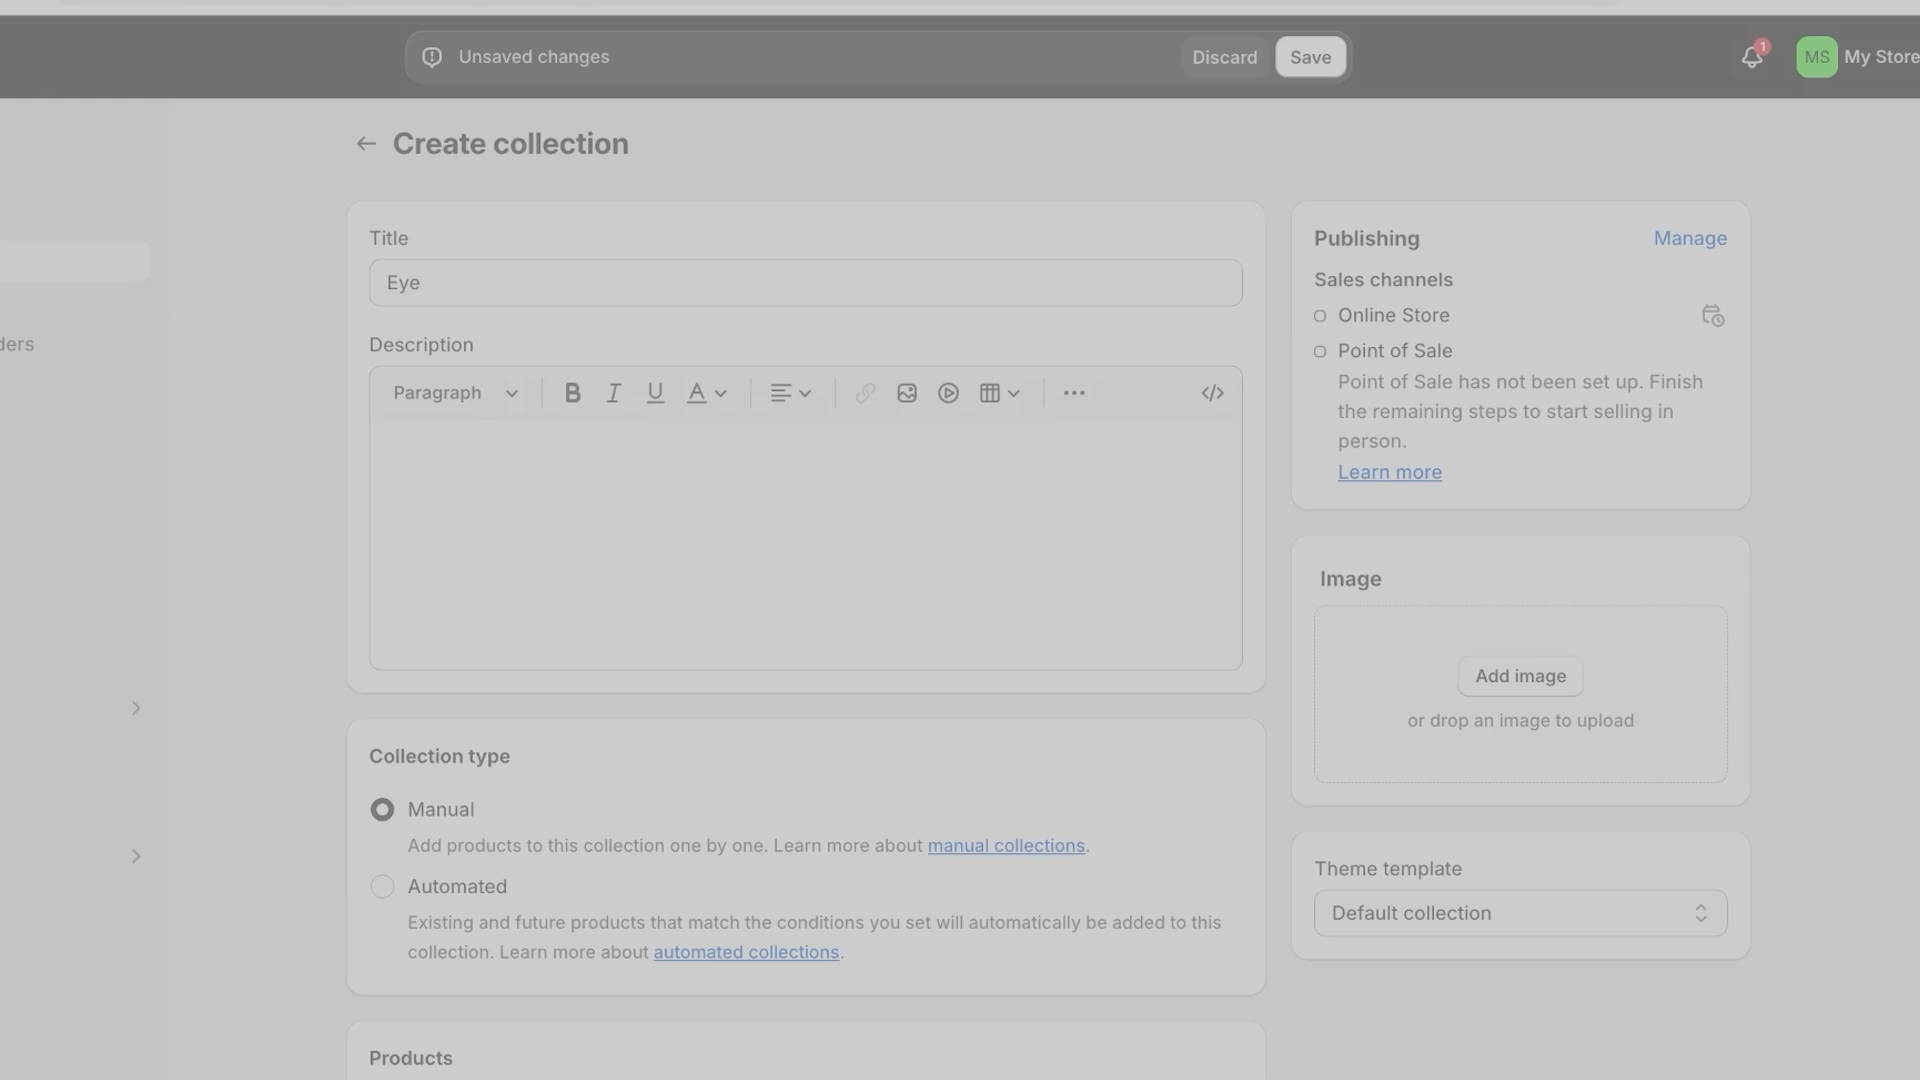 Unsaved changes
Discard
Save
1
MS
My Store
Create collection
Title
Eye
Description
Paragraph
B I U A
Publishing
Manage
Sales channels
Online Store
Point of Sale
Point of Sale has not been set up. Finish
the remaining steps to start selling in
person.
Learn more
ders
Image
Add image
or drop an image to upload
Collection type
Manual
Add products to this collection one by one. Learn more about manual collections.
Automated
Existing and future products that match the conditions you set will automatically be added to this
collection. Learn more about automated collections.
Theme template
Default collection
Products